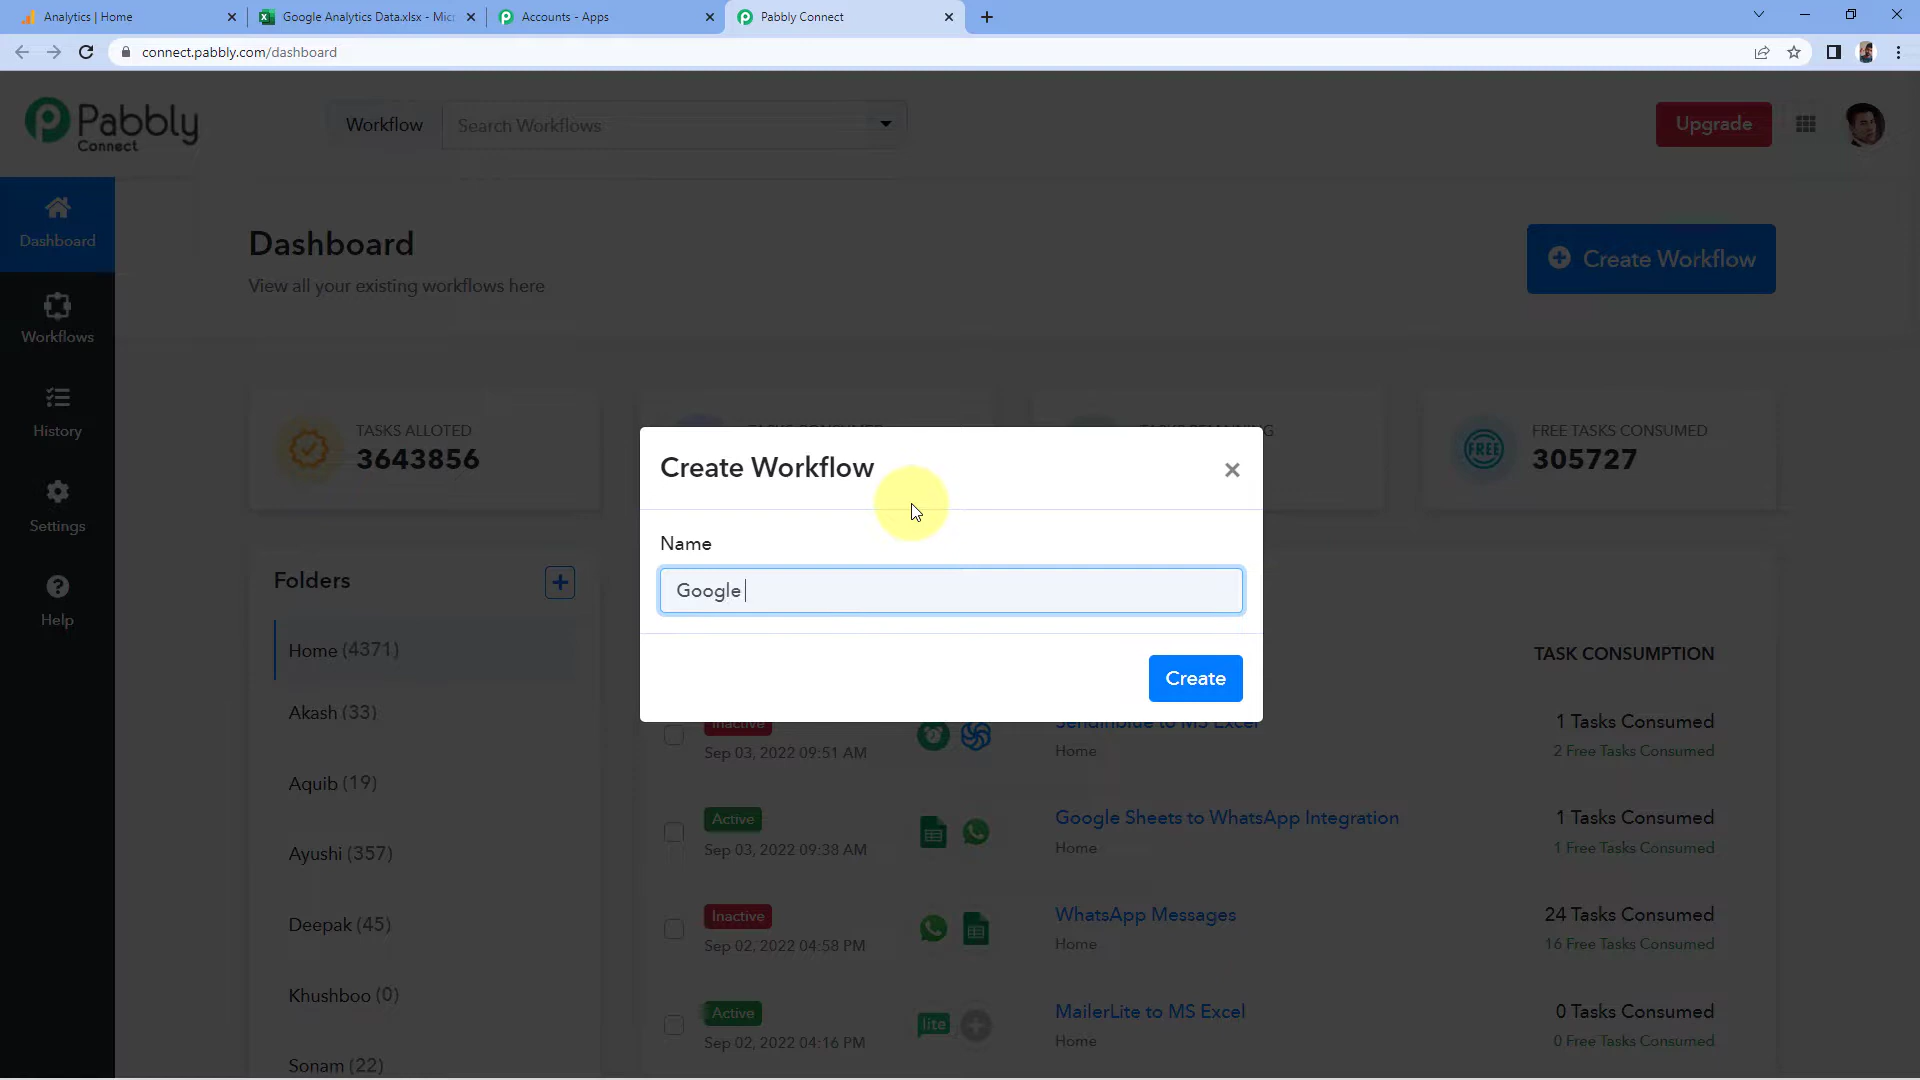 Analytics | Home
Google Analytics Data.xlsx - Micr
Accounts - Apps
Pabbly Connect
connect.pabbly.com/dashboard
Pabbly
Connect
Workflow
Search Workflows
Upgrade
Dashboard
Workflows
History
Settings
Help
Dashboard
View all your existing workflows here
Create Workflow
TASKS ALLOTED
3643856
FREE
FREE TASKS CONSUMED
305727
Create Workflow
×
Name
Google
Create
Folders
Home (4371)
Akash (33)
Aquib (19)
Ayushi (357)
Deepak (45)
Khushboo (0)
Sonam (22)
TASK CONSUMPTION
Inactive
Sep 03, 2022 09:51 AM
Sendinblue to MS Excel
Home
1 Tasks Consumed
2 Free Tasks Consumed
Active
Sep 03, 2022 09:38 AM
Google Sheets to WhatsApp Integration
Home
1 Tasks Consumed
1 Free Tasks Consumed
Inactive
Sep 02, 2022 04:58 PM
WhatsApp Messages
Home
24 Tasks Consumed
16 Free Tasks Consumed
Active
Sep 02, 2022 04:16 PM
lite
MailerLite to MS Excel
Home
0 Tasks Consumed
0 Free Tasks Consumed